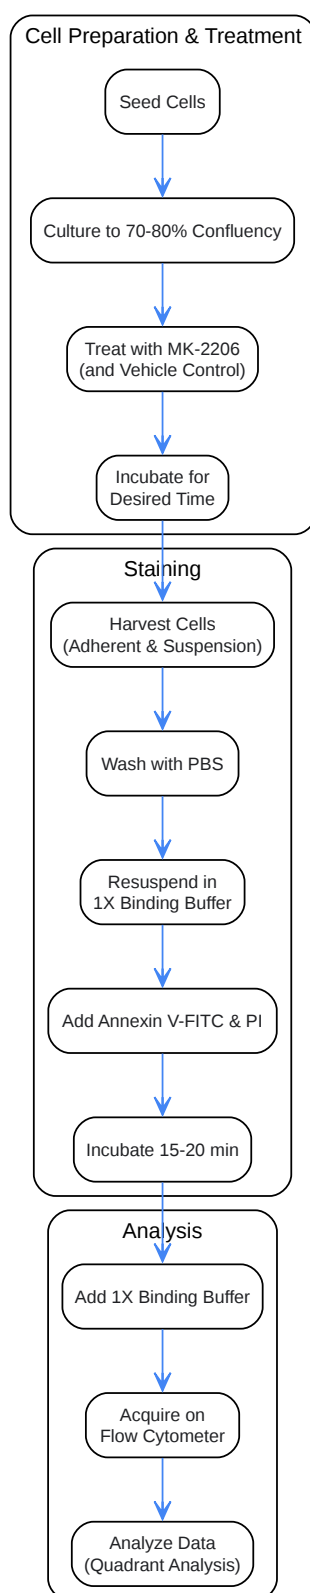 Cell Preparation & Treatment
Seed Cells
Culture to 70-80% Confluency
Treat with MK-2206
(and Vehicle Control)
Incubate for
Desired Time
Staining
Harvest Cells
(Adherent & Suspension)
Wash with PBS
Resuspend in
1X Binding Buffer
Add Annexin V-FITC & PI
Incubate 15-20 min
Analysis
Add 1X Binding Buffer
Acquire on
Flow Cytometer
Analyze Data
(Quadrant Analysis)